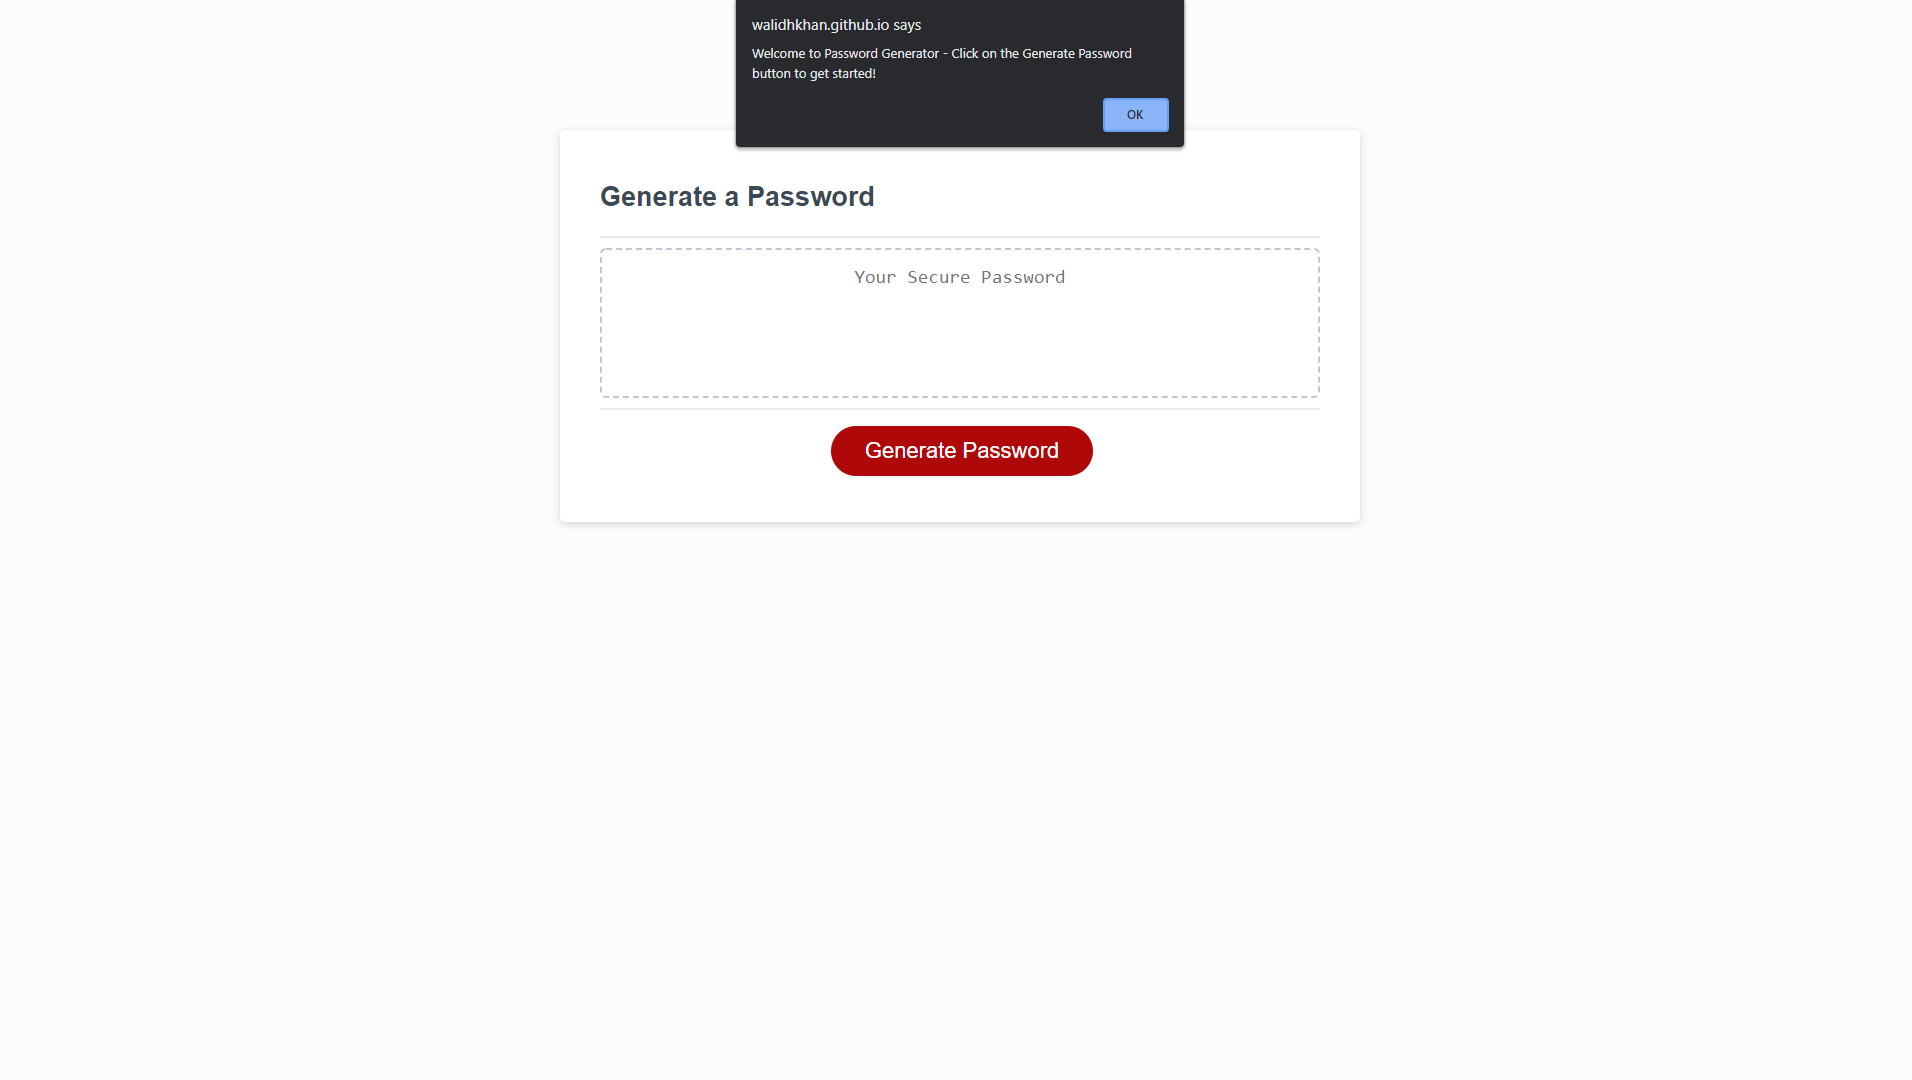 walidhkhan.github.io says
Welcome to Password Generator - Click on the Generate Password
button to get started!
OK
Generate a Password
Your Secure Password
Generate Password